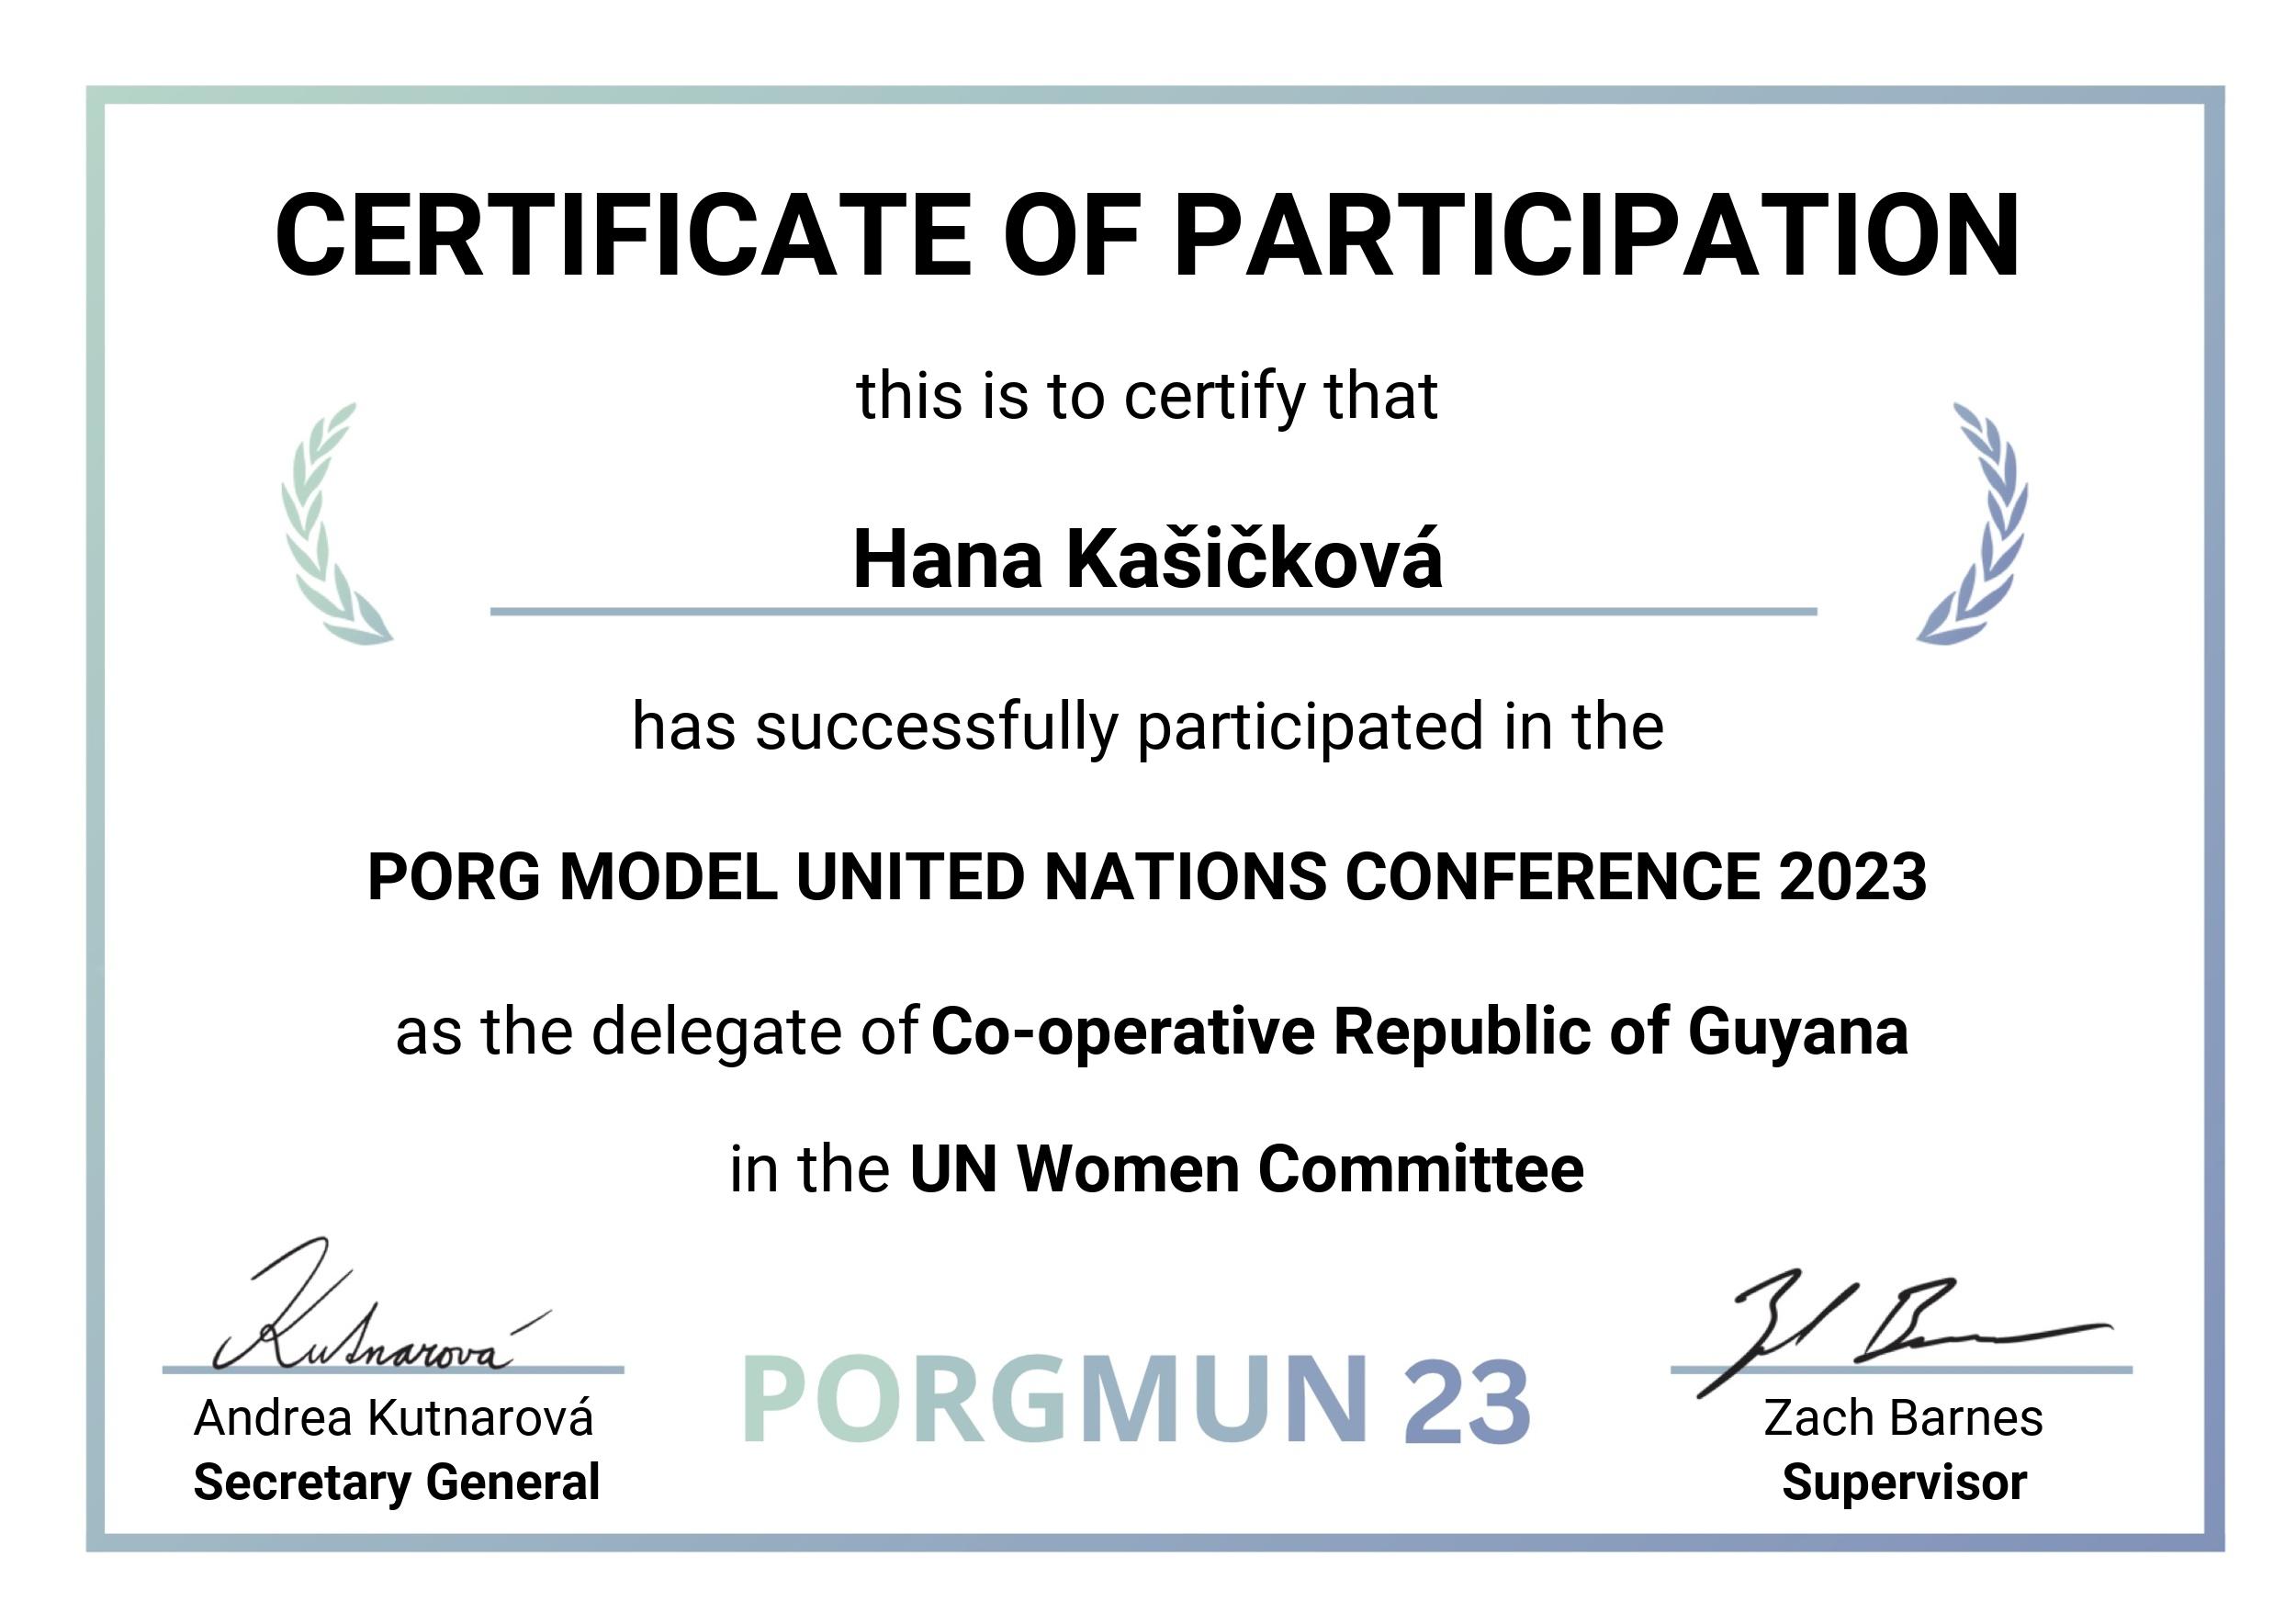 CERTIFICATE OF PARTICIPATION
this is to certify that
Hana Kašičková
has successfully participated in the
PORG MODEL UNITED NATIONS CONFERENCE 2023
as the delegate of Co-operative Republic of Guyana
in the UN Women Committee
Kutnarová
Andrea Kutnarová
Secretary General
PORGMUN 23
Zach Barnes
Supervisor